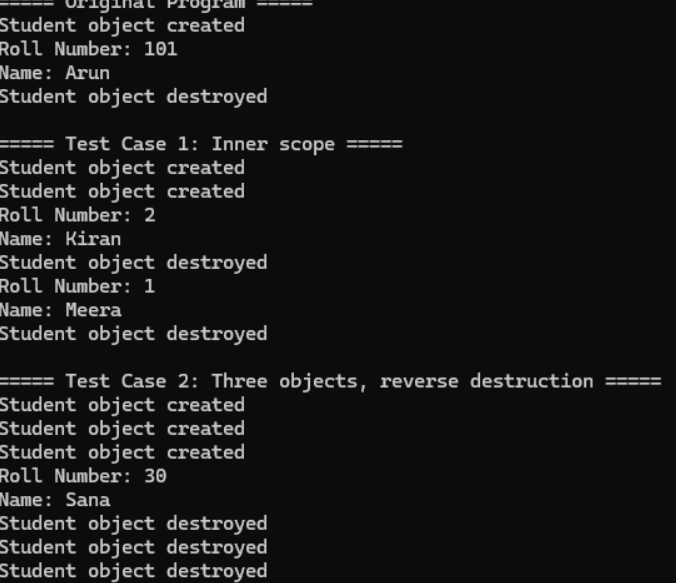 ===== Original Program =====
Student object created
Roll Number: 101
Name: Arun
Student object destroyed
===== Test Case 1: Inner scope =====
Student object created
Student object created
Roll Number: 2
Name: Kiran
Student object destroyed
Roll Number: 1
Name: Meera
Student object destroyed
===== Test Case 2: Three objects, reverse destruction =====
Student object created
Student object created
Student object created
Roll Number: 30
Name: Sana
Student object destroyed
Student object destroyed
Student object destroyed